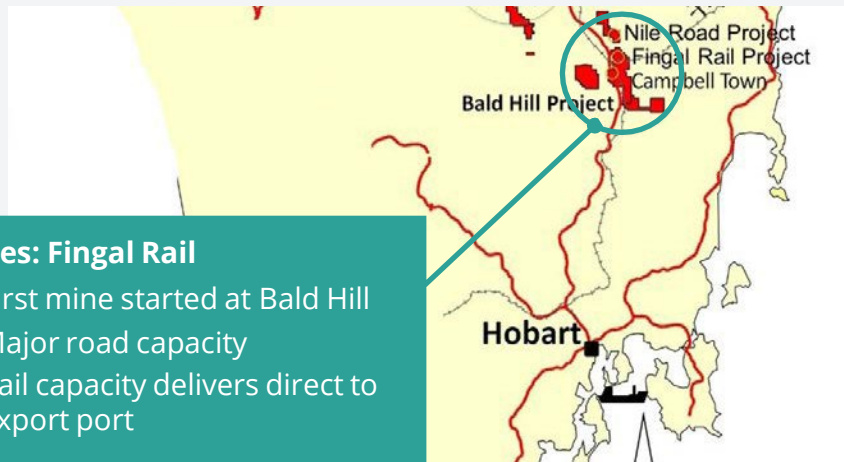 Nile Road Project
Fingal Rail Project
Campbell Town
Bald Hill Project
es: Fingal Rail
irst mine started at Bald Hill
Major road capacity
ail capacity delivers direct to
xport port
Hobart